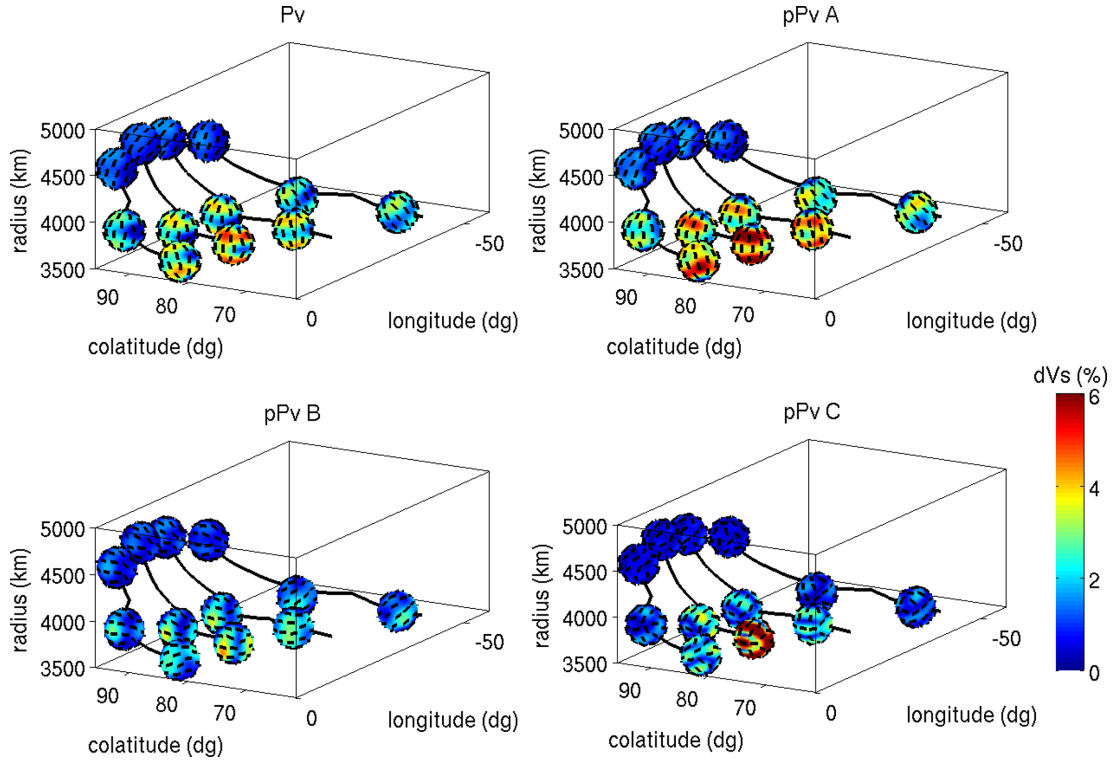 Pv
5000
4500
4000
3500
radius (km)
90
80
70
0
-50
colatitude (dg)
longitude (dg)
pPv A
5000
4500
4000
3500
radius (km)
90
80
70
0
-50
colatitude (dg)
longitude (dg)
pPv B
5000
4500
4000
3500
radius (km)
90
80
70
0
-50
colatitude (dg)
longitude (dg)
pPv C
5000
4500
4000
3500
radius (km)
90
80
70
0
-50
colatitude (dg)
longitude (dg)
dVs (%)
6
4
2
0